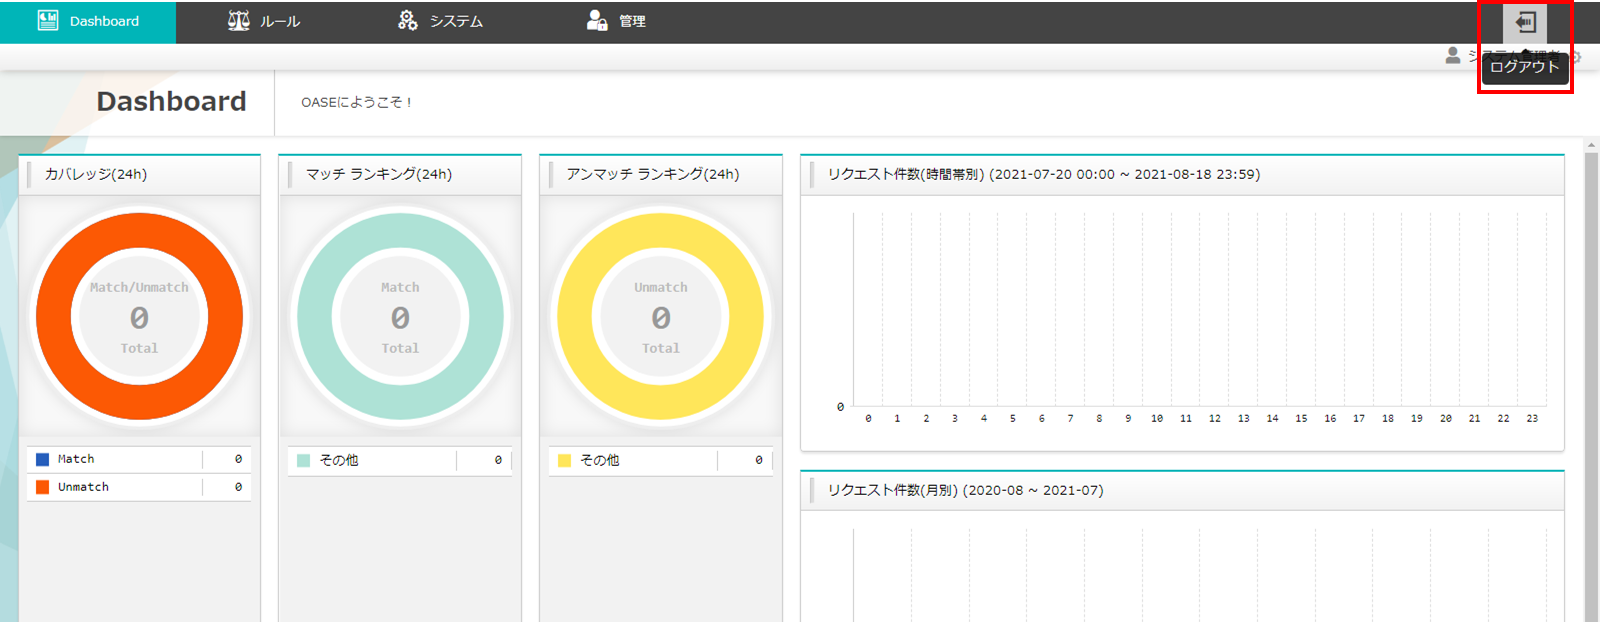 Dashboard ルール システム 管理
システム管理者
ログアウト
Dashboard OASEにようこそ！
カバレッジ(24h)
Match/Unmatch
0
Total
Match 0
Unmatch 0
マッチ ランキング(24h)
Match
0
Total
その他 0
アンマッチ ランキング(24h)
Unmatch
0
Total
その他 0
リクエスト件数(時間帯別) (2021-07-20 00:00 ~ 2021-08-18 23:59)
0
0 1 2 3 4 5 6 7 8 9 10 11 12 13 14 15 16 17 18 19 20 21 22 23
リクエスト件数(月別) (2020-08 ~ 2021-07)